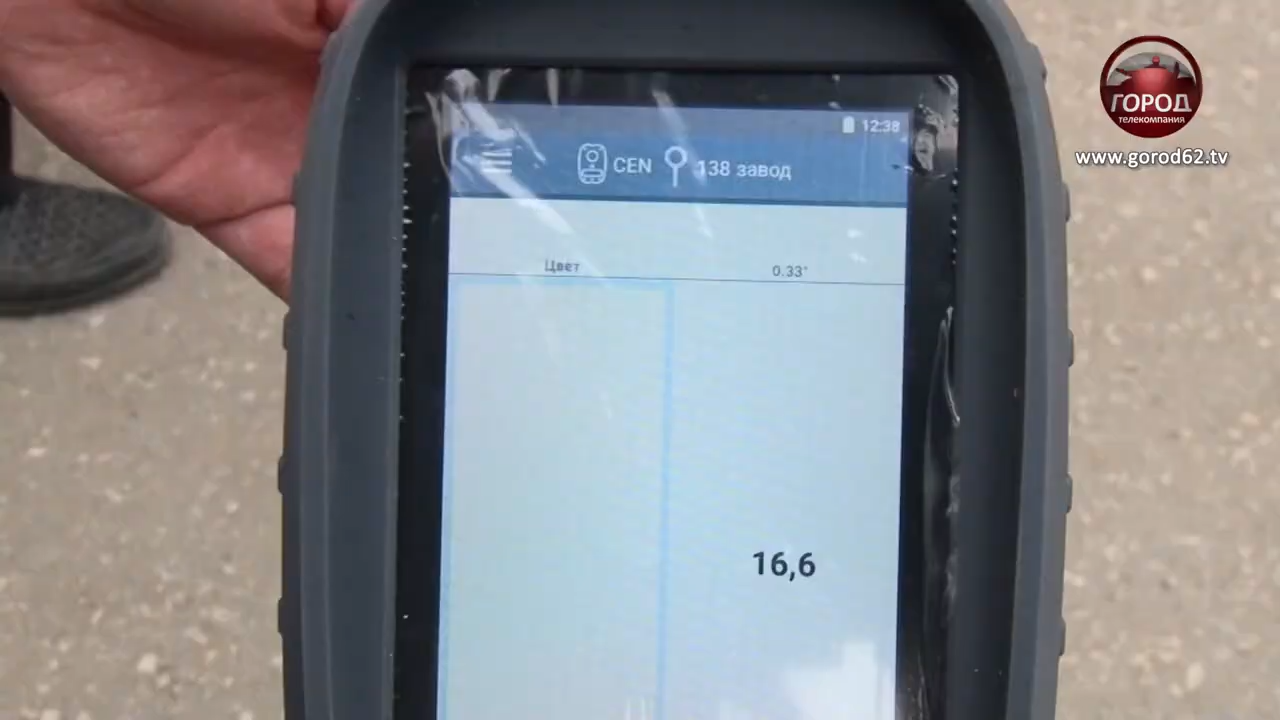 ГОРОД
телекомпания
www.gorod62.tv
12:38
CEN 138 завод
Цвет 0.33°
16,6